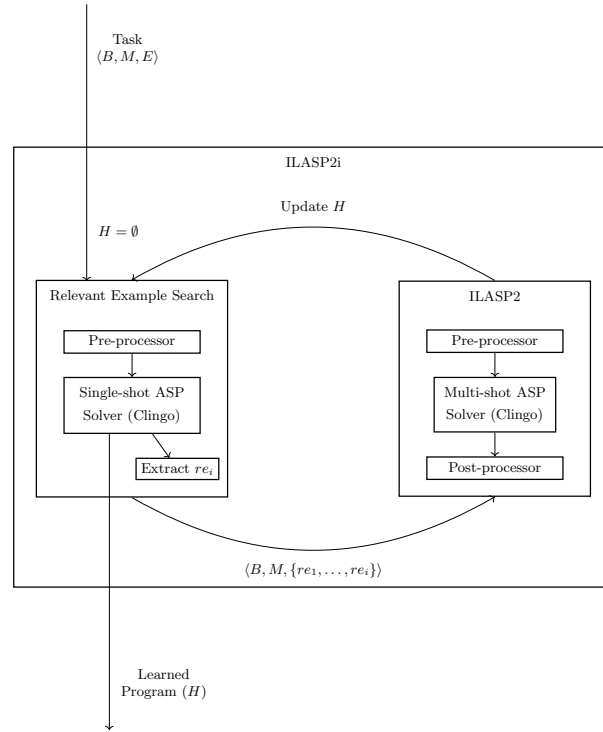 Task
⟨B, M, E⟩
ILASP2i
Update H
H = ∅
Relevant Example Search
Pre-processor
Single-shot ASP
Solver (Clingo)
Extract re_i
ILASP2
Pre-processor
Multi-shot ASP
Solver (Clingo)
Post-processor
⟨B, M, {re_1, . . . , re_i}⟩
Learned
Program (H)